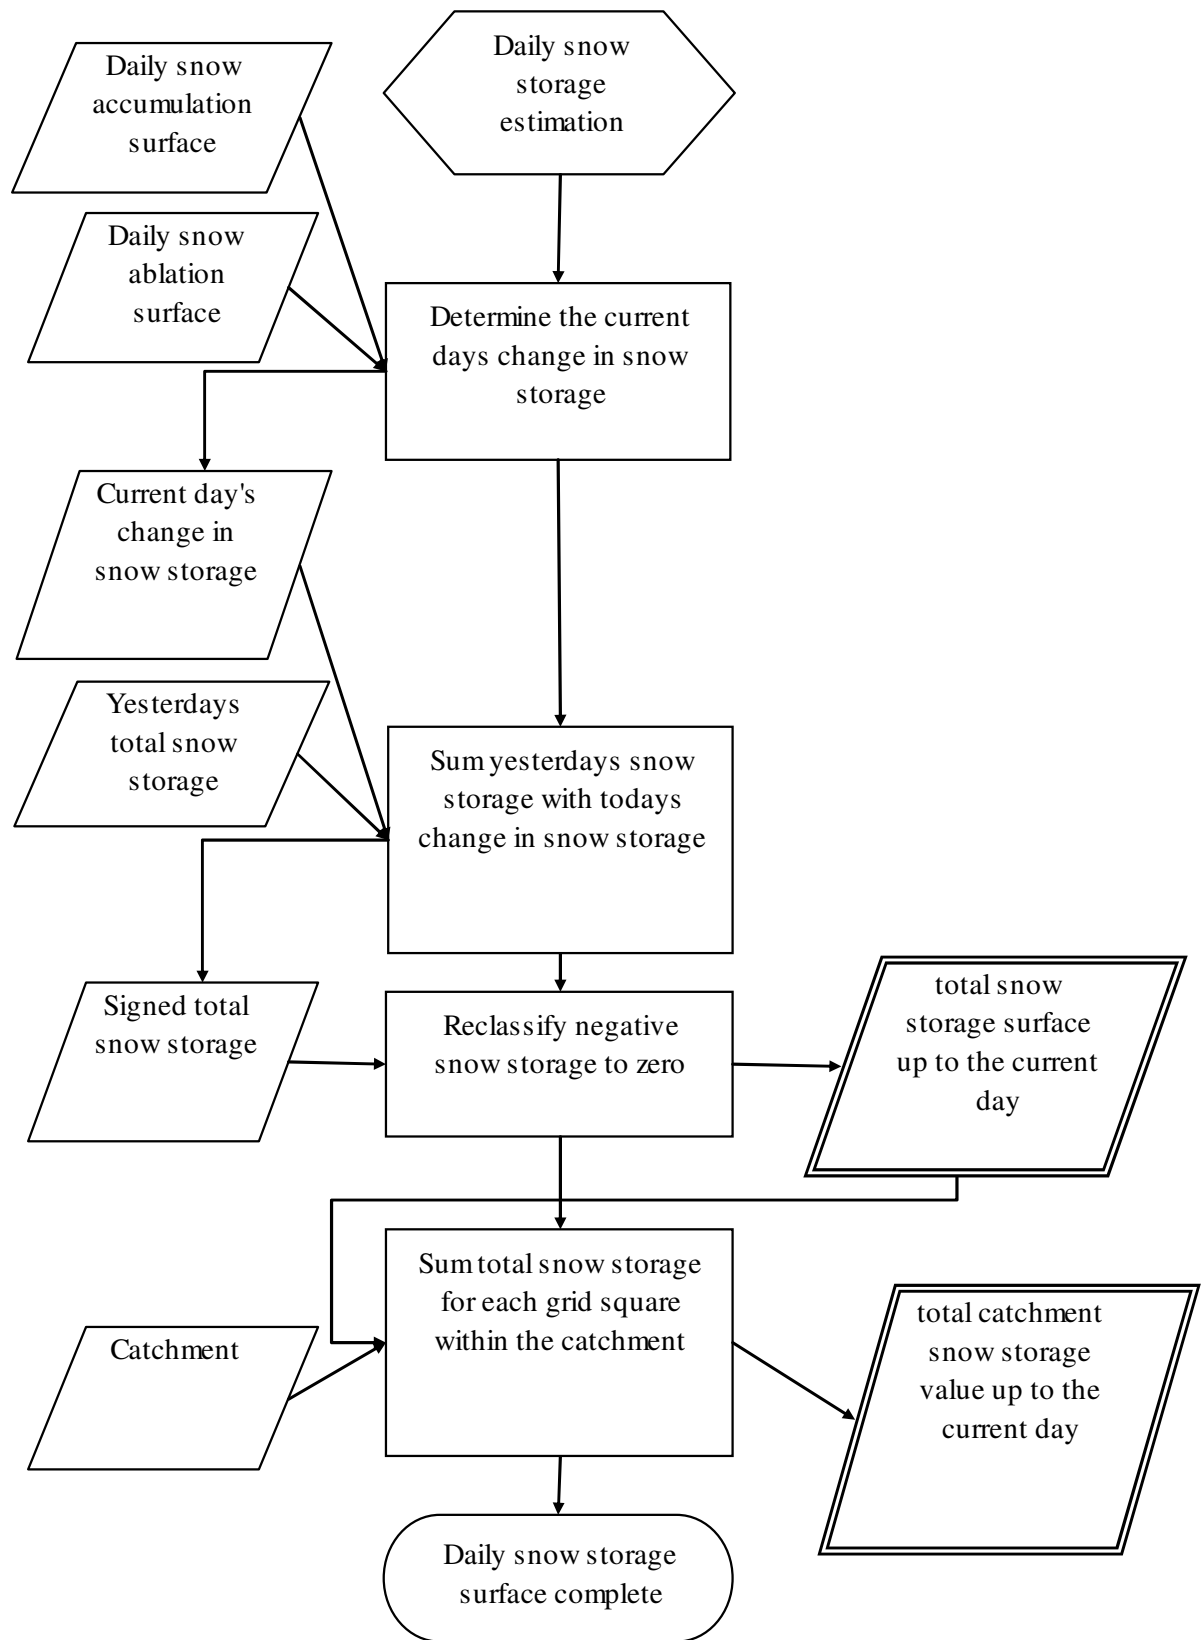 Daily snow
accumulation
surface
Daily snow
storage
estimation
Daily snow
ablation
surface
Determine the current
days change in snow
storage
Current day's
change in
snow storage
Yesterdays
total snow
storage
Sum yesterdays snow
storage with todays
change in snow storage
Signed total
snow storage
Reclassify negative
snow storage to zero
total snow
storage surface
up to the current
day
Sum total snow storage
for each grid square
within the catchment
Catchment
total catchment
snow storage
value up to the
current day
Daily snow storage
surface complete